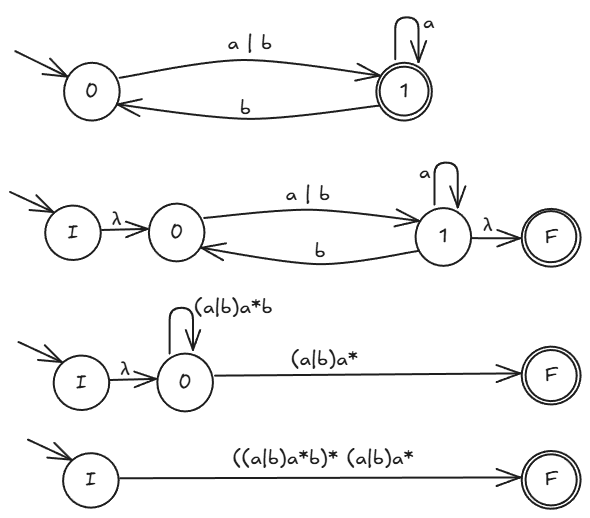 a | b
a
0
1
b
a | b
a
I
λ
0
1
λ
F
b
(a|b)a*b
(a|b)a*
I
λ
0
F
((a|b)a*b)* (a|b)a*
I
F